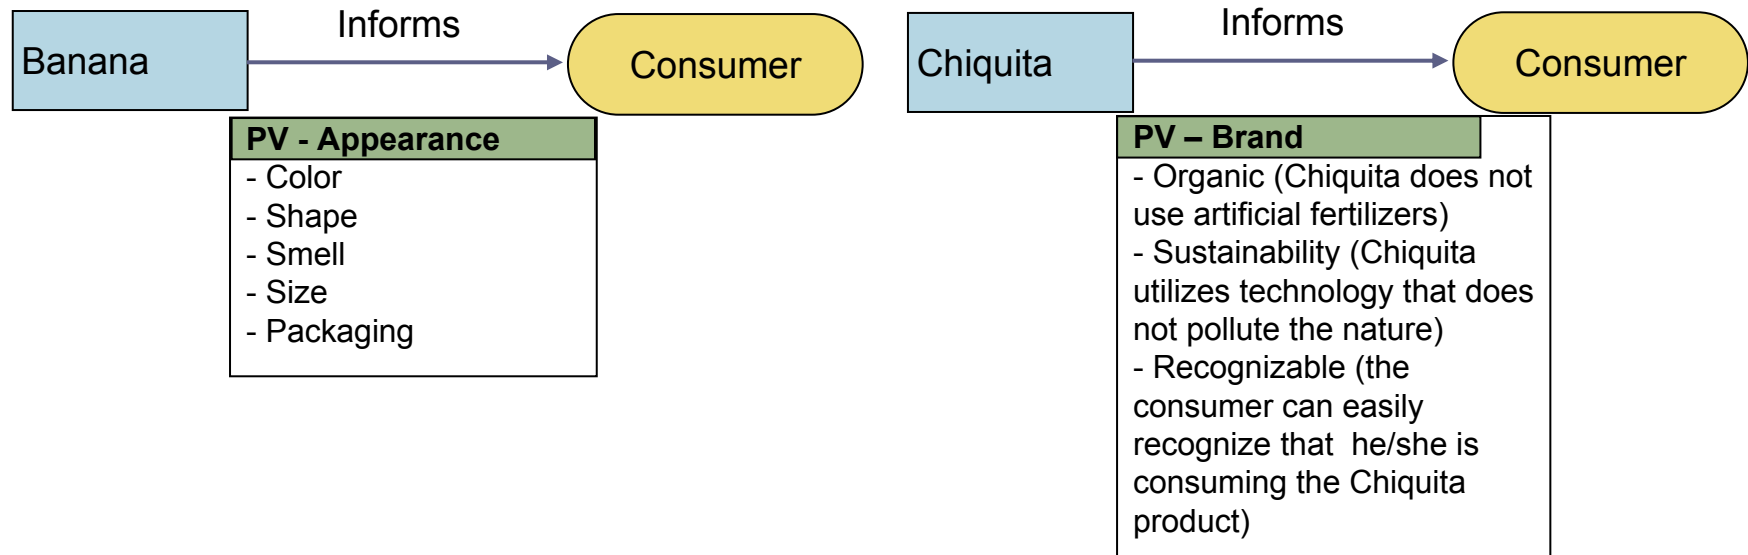 Banana
Informs
Consumer
PV - Appearance
- Color
- Shape
- Smell
- Size
- Packaging
Chiquita
Informs
Consumer
PV – Brand
- Organic (Chiquita does not
use artificial fertilizers)
- Sustainability (Chiquita
utilizes technology that does
not pollute the nature)
- Recognizable (the
consumer can easily
recognize that  he/she is
consuming the Chiquita
product)